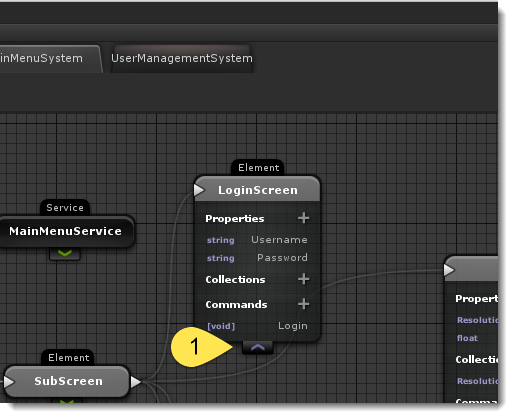 inMenuSystem
UserManagementSystem
Element
LoginScreen
Properties
string Username
string Password
Collections
Commands
[void] Login
Service
MainMenuService
1
Element
SubScreen
Propert
Resolutio
float
Collectio
Resolutio